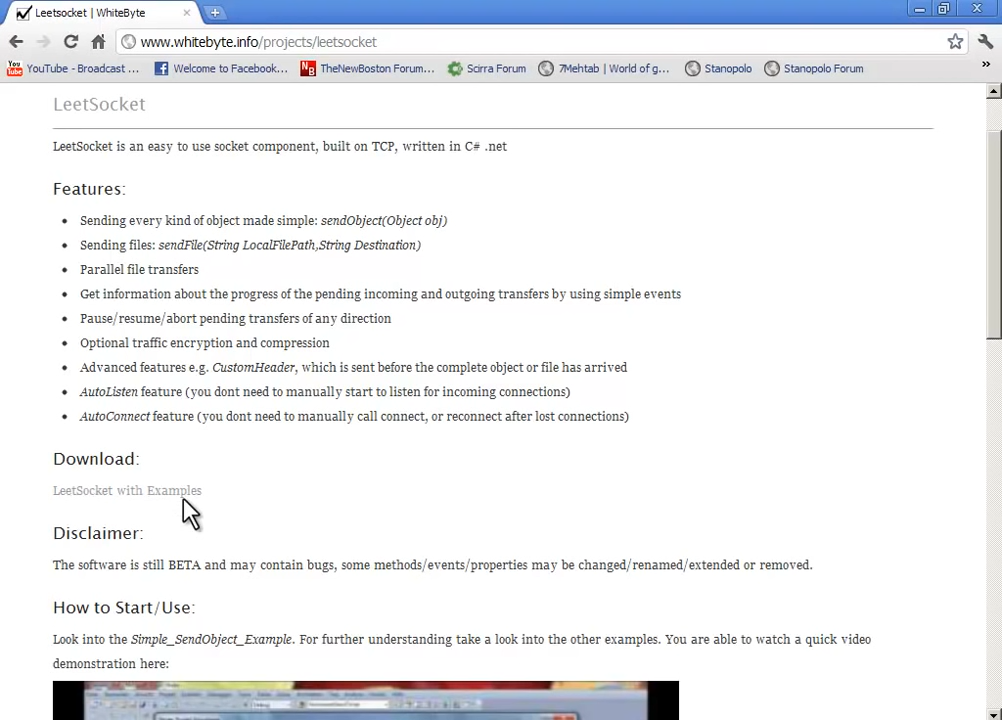 Leetsocket | WhiteByte
www.whitebyte.info/projects/leetsocket
YouTube - Broadcast ... Welcome to Facebook... TheNewBoston Forum... Scirra Forum 7Mehtab | World of g... Stanopolo Stanopolo Forum »
LeetSocket
LeetSocket is an easy to use socket component, built on TCP, written in C# .net
Features:
• Sending every kind of object made simple: sendObject(Object obj)
• Sending files: sendFile(String LocalFilePath,String Destination)
• Parallel file transfers
• Get information about the progress of the pending incoming and outgoing transfers by using simple events
• Pause/resume/abort pending transfers of any direction
• Optional traffic encryption and compression
• Advanced features e.g. CustomHeader, which is sent before the complete object or file has arrived
• AutoListen feature (you dont need to manually start to listen for incoming connections)
• AutoConnect feature (you dont need to manually call connect, or reconnect after lost connections)
Download:
LeetSocket with Examples
Disclaimer:
The software is still BETA and may contain bugs, some methods/events/properties may be changed/renamed/extended or removed.
How to Start/Use:
Look into the Simple_SendObject_Example. For further understanding take a look into the other examples. You are able to watch a quick video
demonstration here: